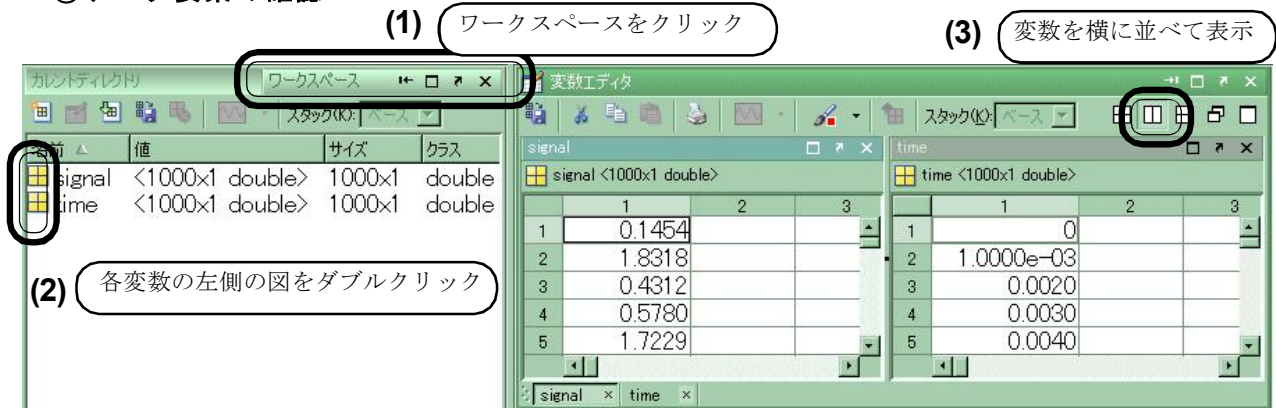 (1) ワークスペースをクリック
(3) 変数を横に並べて表示
カレントディレクトリ ワークスペース
変数エディタ
スタック(K): ベース
スタック(K): ベース
名前 値 サイズ クラス
signal <1000x1 double> 1000x1 double
time <1000x1 double> 1000x1 double
(2) 各変数の左側の図をダブルクリック
signal
signal <1000x1 double>
1 2 3
1 0.1454
2 1.8318
3 0.4312
4 0.5780
5 1.7229
time
time <1000x1 double>
1 2 3
1 0
2 1.0000e-03
3 0.0020
4 0.0030
5 0.0040
signal × time ×